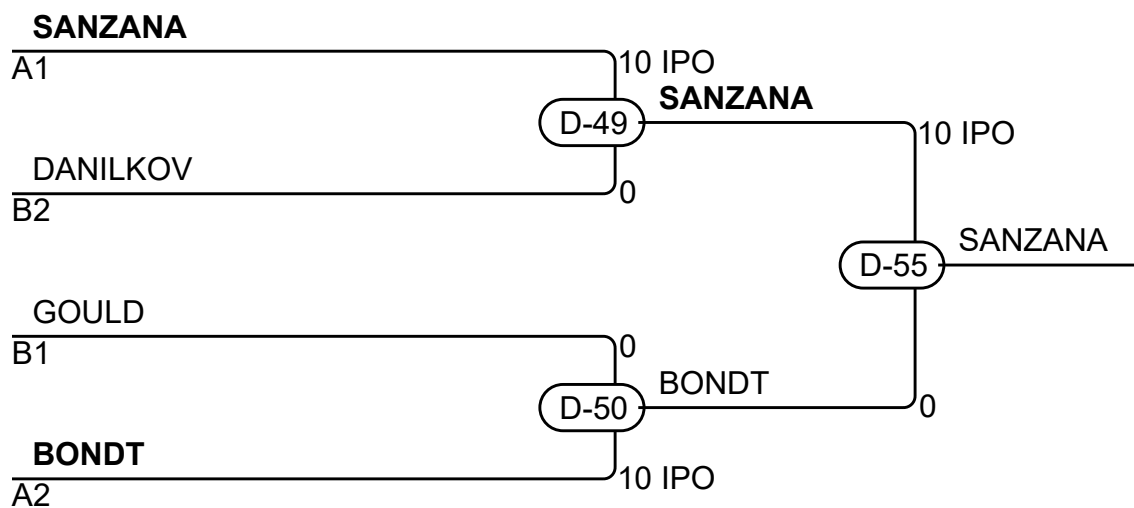 SANZANA
A1
10 IPO
D-49
SANZANA
10 IPO
DANILKOV
B2
0
D-55
SANZANA
GOULD
B1
0
D-50
BONDT
0
BONDT
A2
10 IPO